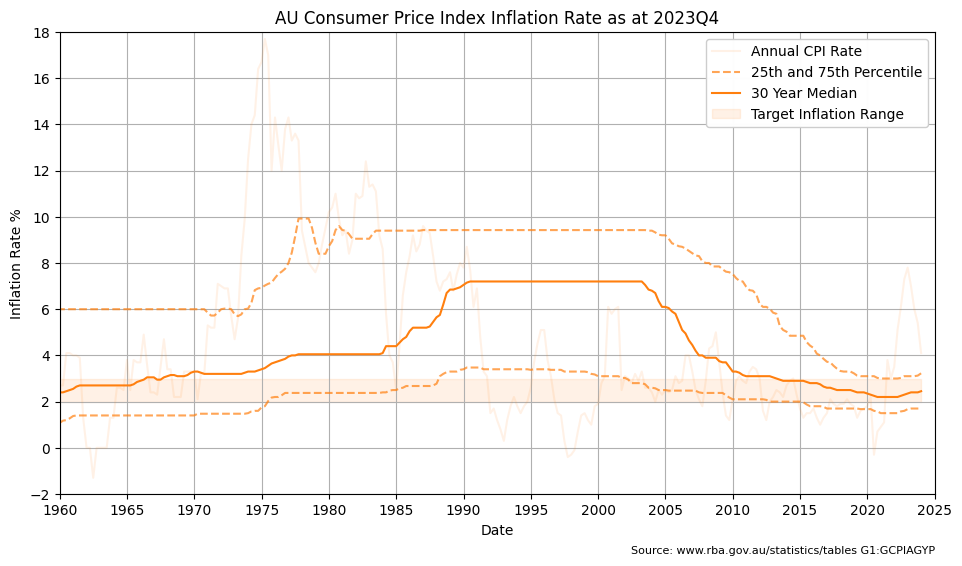 AU Consumer Price Index Inflation Rate as at 2023Q4
18
16
14
12
10
8
6
4
2
0
−2
Inflation Rate %
Annual CPI Rate
25th and 75th Percentile
30 Year Median
Target Inflation Range
1960 1965 1970 1975 1980 1985 1990 1995 2000 2005 2010 2015 2020 2025
Date
Source: www.rba.gov.au/statistics/tables G1:GCPIAGYP